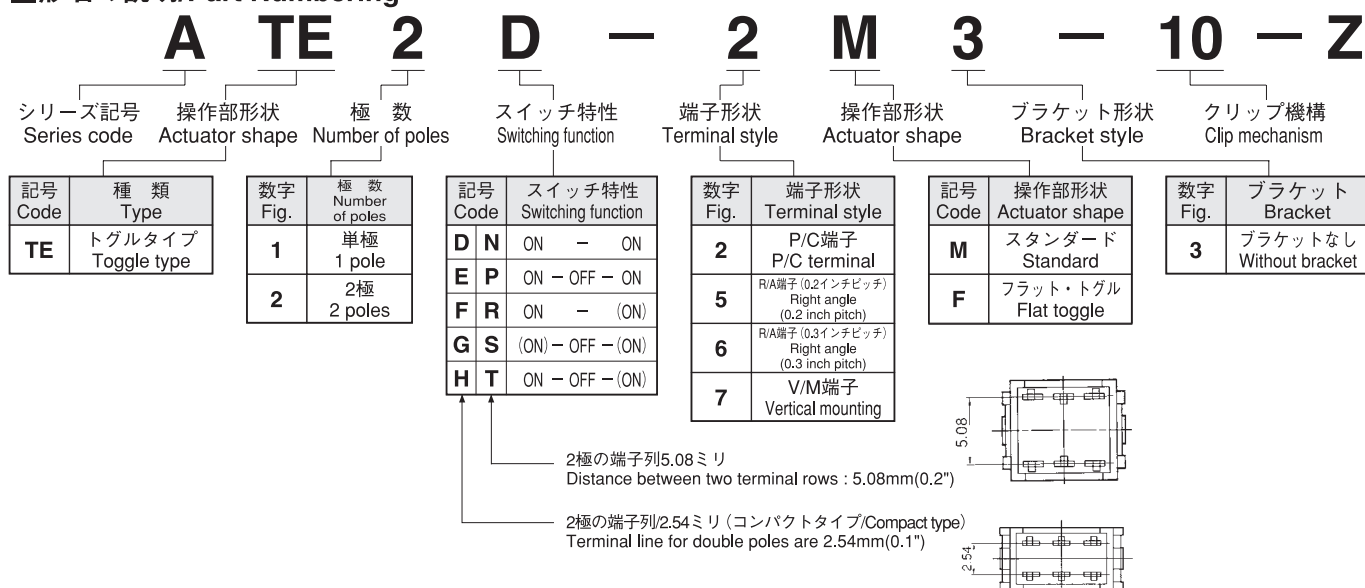 Part Numbering
A TE 2 D － 2 M 3 － 10 － Z
シリーズ記号
Series code
操作部形状
Actuator shape
極 数
Number of poles
スイッチ特性
Switching function
端子形状
Terminal style
操作部形状
Actuator shape
ブラケット形状
Bracket style
クリップ機構
Clip mechanism
記号 種 類
Code Type
TE トグルタイプ
Toggle type
数字 極 数
Fig. Number
of poles
1 単極
1 pole
2 2極
2 poles
記号 スイッチ特性
Code Switching function
D N ON － ON
E P ON － OFF － ON
F R ON － (ON)
G S (ON) － OFF － (ON)
H T ON － OFF － (ON)
数字 端子形状
Fig. Terminal style
2 P/C端子
P/C terminal
5 R/A端子(0.2インチピッチ)
Right angle
(0.2 inch pitch)
6 R/A端子(0.3インチピッチ)
Right angle
(0.3 inch pitch)
7 V/M端子
Vertical mounting
記号 操作部形状
Code Actuator shape
M スタンダード
Standard
F フラット・トグル
Flat toggle
数字 ブラケット
Fig. Bracket
3 ブラケットなし
Without bracket
5.08
2極の端子列5.08ミリ
Distance between two terminal rows : 5.08mm(0.2")
2極の端子列/2.54ミリ(コンパクトタイプ/Compact type)
Terminal line for double poles are 2.54mm(0.1")
2.54